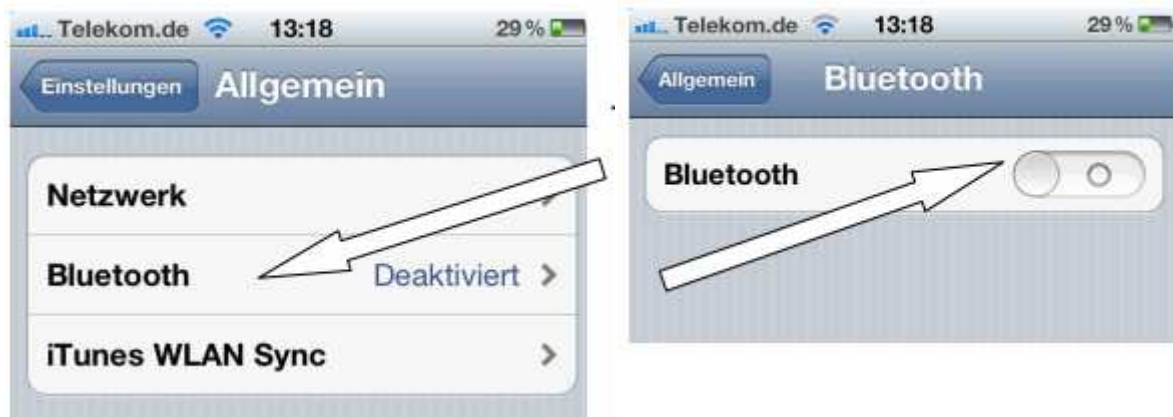 Telekom.de 13:18 29 %
Einstellungen Allgemein
Netzwerk
Bluetooth Deaktiviert
iTunes WLAN Sync
Telekom.de 13:18 29 %
Allgemein Bluetooth
Bluetooth